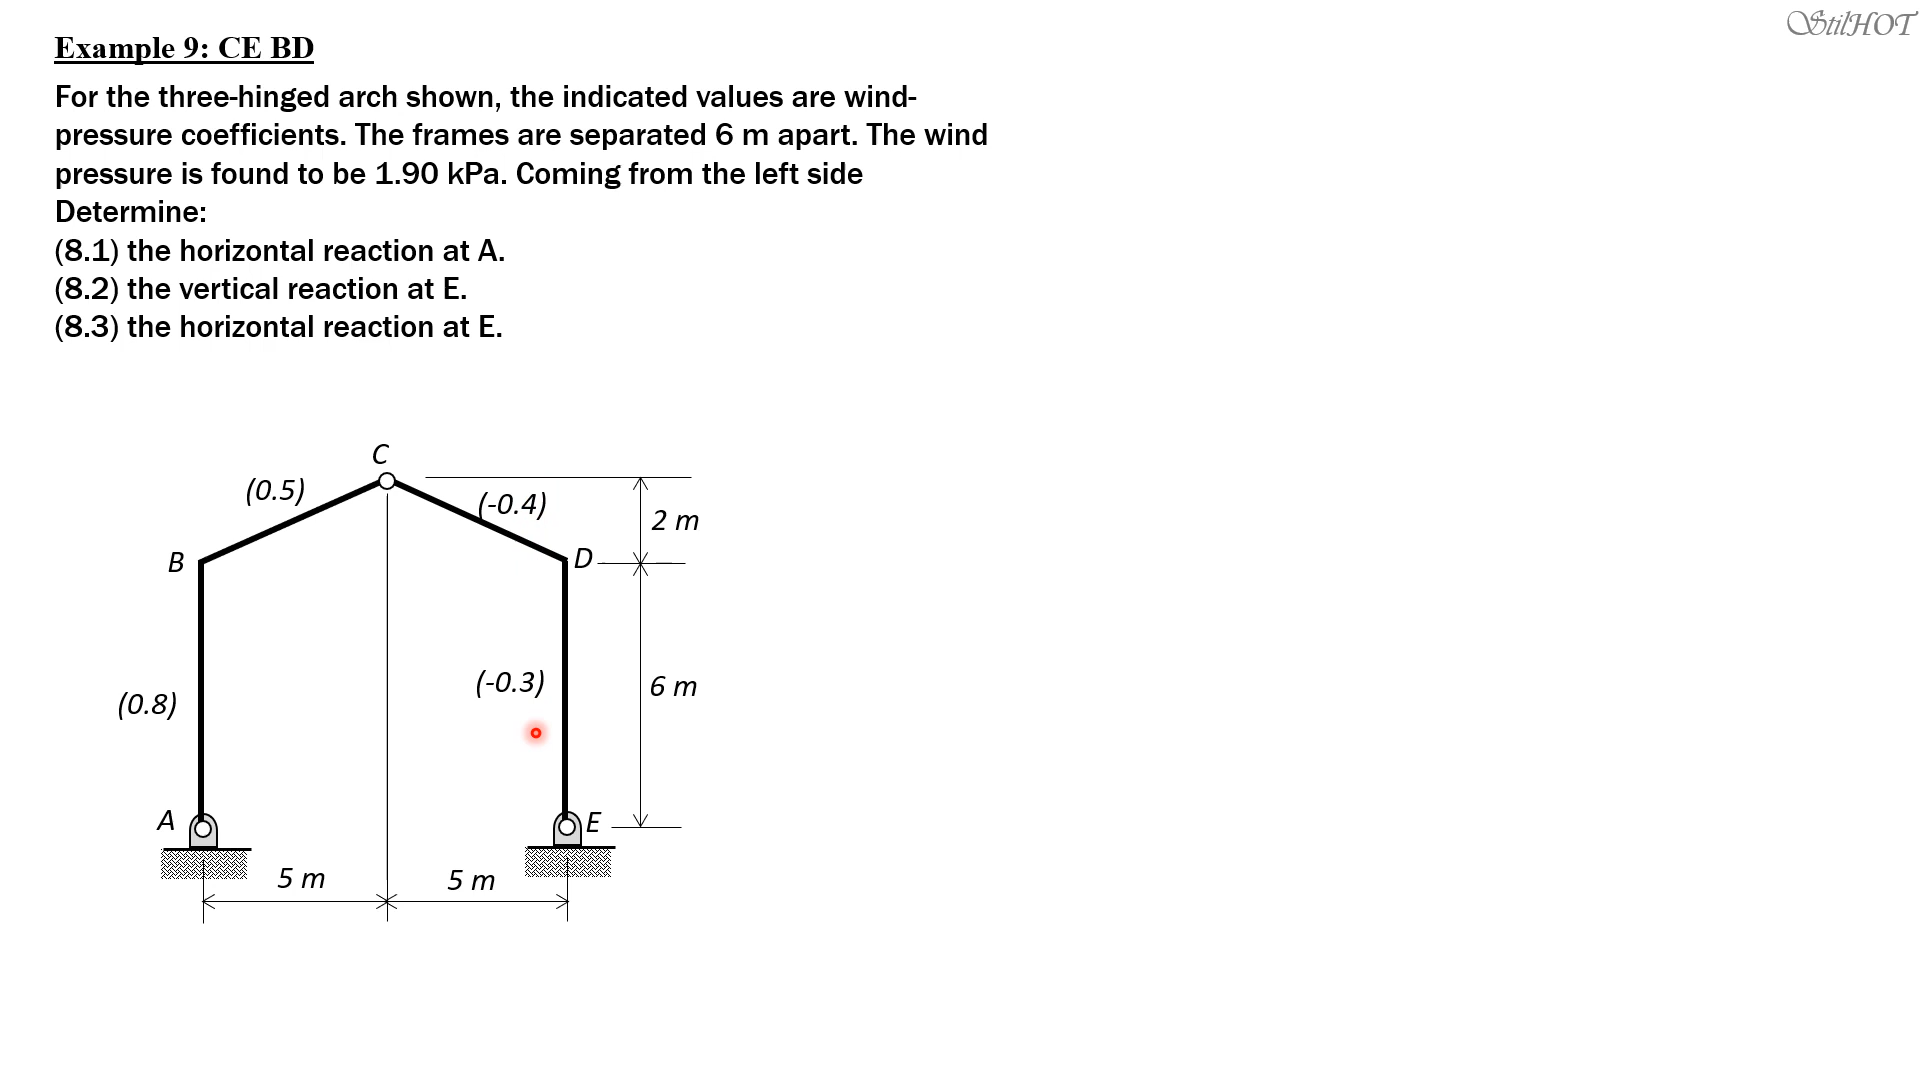 StilHOT
Example 9: CE BD
For the three-hinged arch shown, the indicated values are wind-
pressure coefficients. The frames are separated 6 m apart. The wind
pressure is found to be 1.90 kPa. Coming from the left side
Determine:
(8.1) the horizontal reaction at A.
(8.2) the vertical reaction at E.
(8.3) the horizontal reaction at E.
C
(0.5)
(-0.4)
2 m
B
D
(-0.3)
6 m
(0.8)
A
E
5 m
5 m